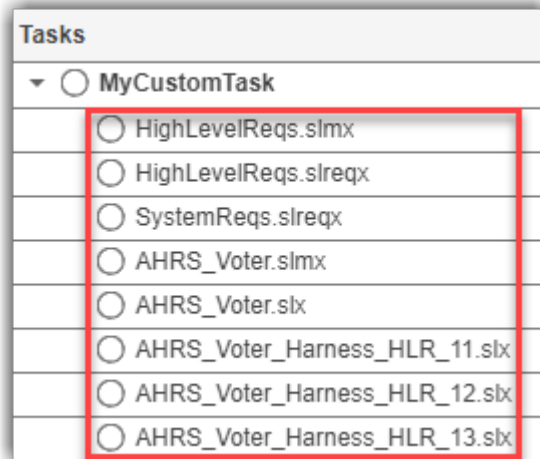 Tasks
MyCustomTask
HighLevelReqs.slmx
HighLevelReqs.slreqx
SystemReqs.slreqx
AHRS_Voter.slmx
AHRS_Voter.slx
AHRS_Voter_Harness_HLR_11.slx
AHRS_Voter_Harness_HLR_12.slx
AHRS_Voter_Harness_HLR_13.slx